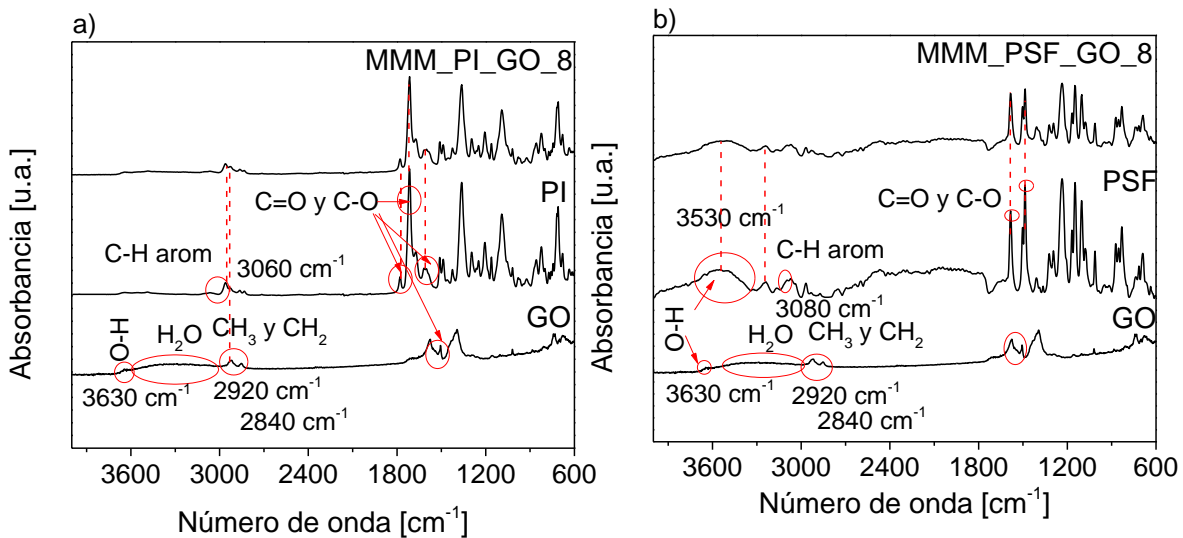 a)
MMM_PI_GO_8
C=O y C-O
PI
C-H arom
3060 cm⁻¹
O-H
H₂O
CH₃ y CH₂
GO
3630 cm⁻¹
2920 cm⁻¹
2840 cm⁻¹
3600 3000 2400 1800 1200 600
Número de onda [cm⁻¹]
Absorbancia [u.a.]
b)
MMM_PSF_GO_8
C=O y C-O
PSF
3530 cm⁻¹
C-H arom
3080 cm⁻¹
O-H
H₂O
CH₃ y CH₂
GO
3630 cm⁻¹
2920 cm⁻¹
2840 cm⁻¹
3600 3000 2400 1800 1200 600
Número de onda [cm⁻¹]
Absorbancia [u.a.]